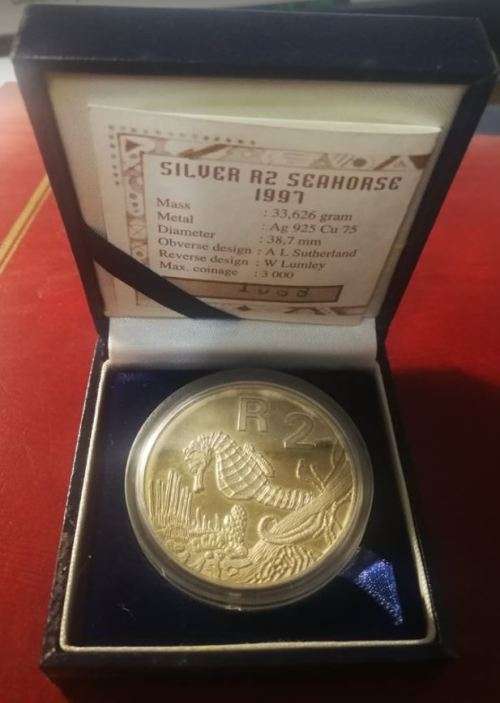 SILVER R2 SEAHORSE
1997
Mass : 33,626 gram
Metal : Ag 925 Cu 75
Diameter : 38,7 mm
Obverse design : A L Sutherland
Reverse design : W Lumley
Max. coinage : 3 000
R 2